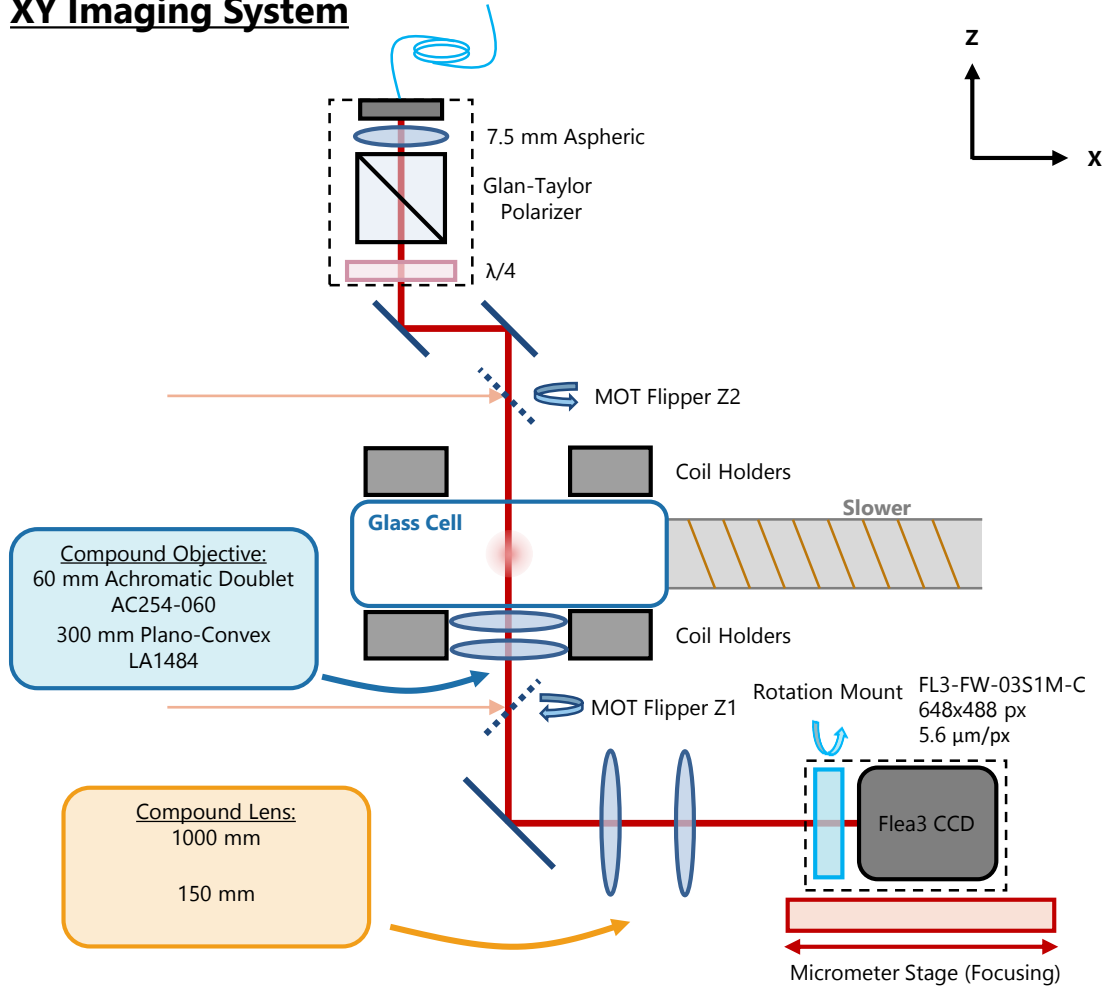 XY Imaging System
Z
X
7.5 mm Aspheric
Glan-Taylor
Polarizer
λ/4
MOT Flipper Z2
Coil Holders
Glass Cell
Slower
Compound Objective:
60 mm Achromatic Doublet
AC254-060
300 mm Plano-Convex
LA1484
Coil Holders
MOT Flipper Z1
Rotation Mount
FL3-FW-03S1M-C
648x488 px
5.6 µm/px
Compound Lens:
1000 mm
150 mm
Flea3 CCD
Micrometer Stage (Focusing)